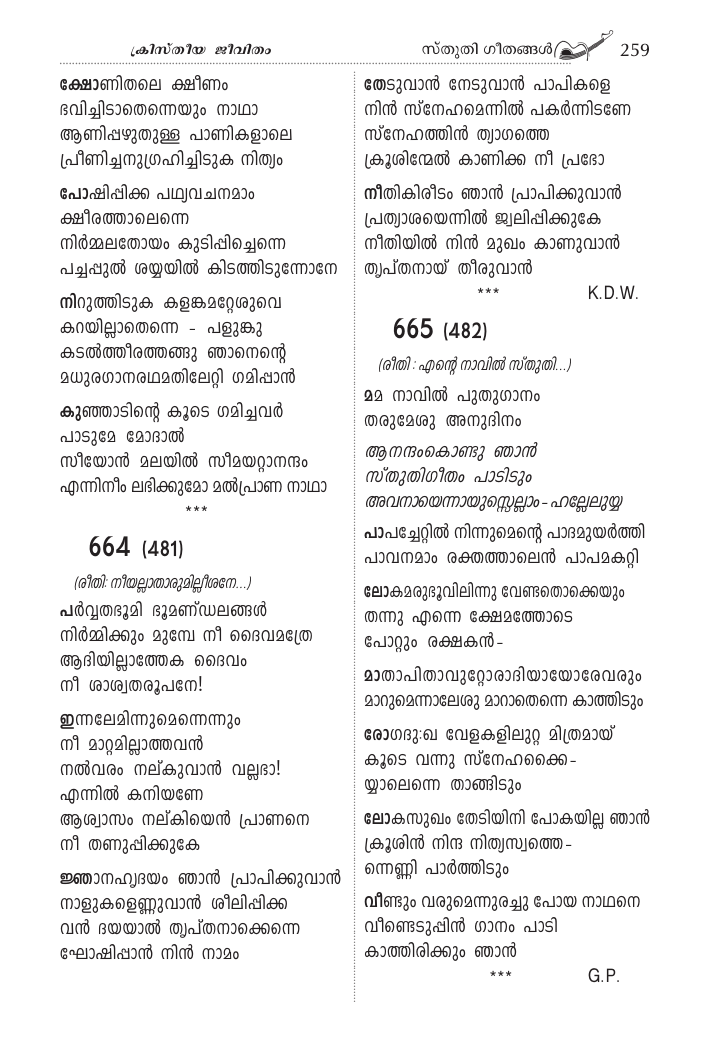 ക്രിസ്തീയ ജീവിതം
സ്തുതി ഗീതങ്ങൾ 259
ക്ഷോണിതലെ ക്ഷീണം
ഭവിച്ചിടാതെന്നെയും നാഥാ
ആണിപ്പഴുതുള്ള പാണികളാലെ
പ്രീണിച്ചനുഗ്രഹിച്ചിടുക നിത്യം
പോഷിപ്പിക്ക പഥ്യവചനമാം
ക്ഷീരത്താലെന്നെ
നിർമ്മലതോയം കുടിപ്പിച്ചെന്നെ
പച്ചപ്പുൽ ശയ്യയിൽ കിടത്തിടുന്നോനേ
നിറുത്തിടുക കളങ്കമറ്റേശുവെ
കറയില്ലാതെന്നെ - പളുങ്കു
കടൽത്തീരത്തങ്ങു ഞാനെന്റെ
മധുരഗാനരഥമതിലേറ്റി ഗമിപ്പാൻ
കുഞ്ഞാടിന്റെ കൂടെ ഗമിച്ചവർ
പാടുമേ മോദാൽ
സീയോൻ മലയിൽ സീമയറ്റാനന്ദം
എന്നിനീം ലഭിക്കുമോ മൽപ്രാണ നാഥാ
***
664 (481)
(രീതി: നീയല്ലാതാരുമില്ലീശനേ...)
പർവ്വതഭൂമി ഭൂമണ്ഡലങ്ങൾ
നിർമ്മിക്കും മുമ്പേ നീ ദൈവമത്രേ
ആദിയില്ലാത്തേക ദൈവം
നീ ശാശ്വതരൂപനേ!
ഇന്നലേമിന്നുമെന്നെന്നും
നീ മാറ്റമില്ലാത്തവൻ
നൽവരം നല്കുവാൻ വല്ലഭാ!
എന്നിൽ കനിയണേ
ആശ്വാസം നല്കിയെൻ പ്രാണനെ
നീ തണുപ്പിക്കുകേ
ജ്ഞാനഹൃദയം ഞാൻ പ്രാപിക്കുവാൻ
നാളുകളെണ്ണുവാൻ ശീലിപ്പിക്ക
വൻ ദയയാൽ തൃപ്തനാക്കെന്നെ
ഘോഷിപ്പാൻ നിൻ നാമം
തേടുവാൻ നേടുവാൻ പാപികളെ
നിൻ സ്നേഹമെന്നിൽ പകർന്നിടണേ
സ്നേഹത്തിൻ ത്യാഗത്തെ
ക്രൂശിന്മേൽ കാണിക്ക നീ പ്രഭോ
നീതികിരീടം ഞാൻ പ്രാപിക്കുവാൻ
പ്രത്യാശയെന്നിൽ ജ്വലിപ്പിക്കുകേ
നീതിയിൽ നിൻ മുഖം കാണുവാൻ
തൃപ്തനായ് തീരുവാൻ
*** K.D.W.
665 (482)
(രീതി : എന്റെ നാവിൽ സ്തുതി...)
മമ നാവിൽ പുതുഗാനം
തരുമേശു അനുദിനം
ആനന്ദംകൊണ്ടു ഞാൻ
സ്തുതിഗീതം പാടിടും
അവനായെന്നായുസ്സെല്ലാം-ഹല്ലേലുയ്യ
പാപച്ചേറ്റിൽ നിന്നുമെന്റെ പാദമുയർത്തി
പാവനമാം രക്തത്താലെൻ പാപമകറ്റി
ലോകമരുഭൂവിലിന്നു വേണ്ടതൊക്കെയും
തന്നു എന്നെ ക്ഷേമത്തോടെ
പോറ്റും രക്ഷകൻ-
മാതാപിതാവുറ്റോരാദിയായോരേവരും
മാറുമെന്നാലേശു മാറാതെന്നെ കാത്തിടും
രോഗദു:ഖ വേളകളിലുറ്റ മിത്രമായ്
കൂടെ വന്നു സ്നേഹക്കൈ-
യ്യാലെന്നെ താങ്ങിടും
ലോകസുഖം തേടിയിനി പോകയില്ല ഞാൻ
ക്രൂശിൻ നിന്ദ നിത്യസ്വത്തെ-
ന്നെണ്ണി പാർത്തിടും
വീണ്ടും വരുമെന്നുരച്ചു പോയ നാഥനെ
വീണ്ടെടുപ്പിൻ ഗാനം പാടി
കാത്തിരിക്കും ഞാൻ
*** G.P.